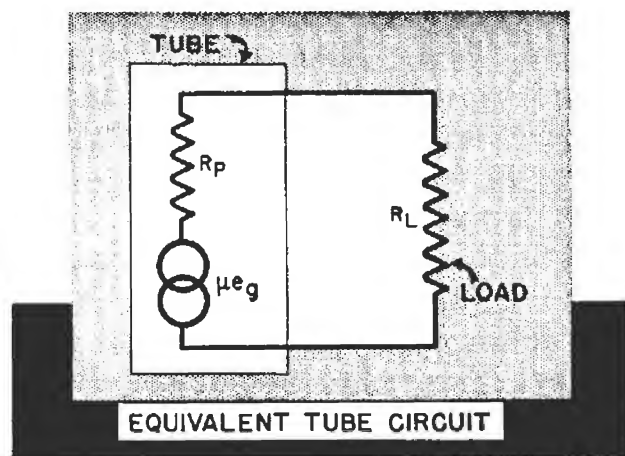 TUBE
RP
RL
μeg
LOAD
EQUIVALENT TUBE CIRCUIT